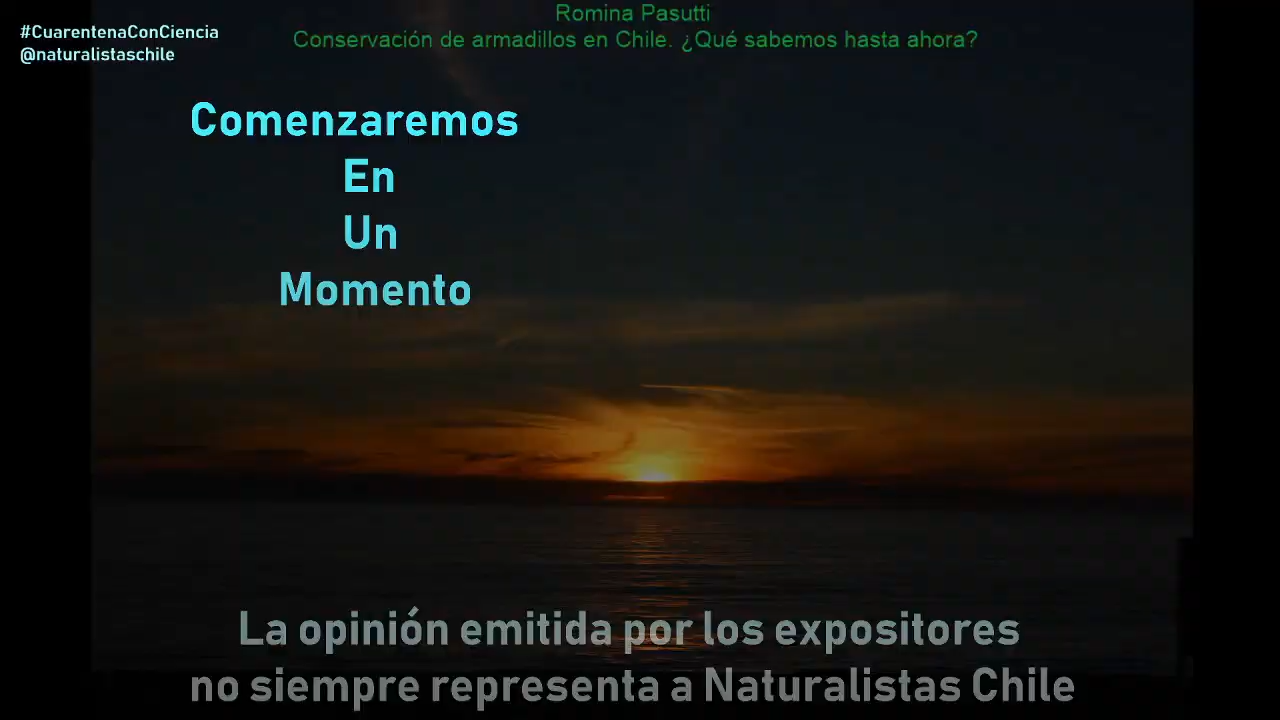 #CuarentenaConCiencia
@naturalistaschile
Romina Pasutti
Conservación de armadillos en Chile. ¿Qué sabemos hasta ahora?
Comenzaremos
En
Un
Momento
La opinión emitida por los expositores
no siempre representa a Naturalistas Chile